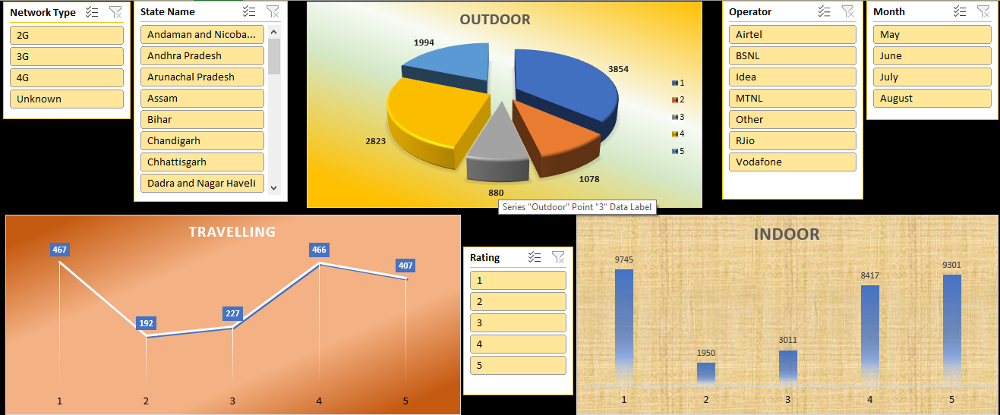 Network Type
2G
3G
4G
Unknown
State Name
Andaman and Nicoba...
Andhra Pradesh
Arunachal Pradesh
Assam
Bihar
Chandigarh
Chhattisgarh
Dadra and Nagar Haveli
OUTDOOR
1994
3854
2823
1078
880
1
2
3
4
5
Series "Outdoor" Point "3" Data Label
Operator
Airtel
BSNL
Idea
MTNL
Other
RJio
Vodafone
Month
May
June
July
August
TRAVELLING
467
192
227
466
407
1 2 3 4 5
Rating
1
2
3
4
5
INDOOR
9745
1950
3011
8417
9301
1 2 3 4 5